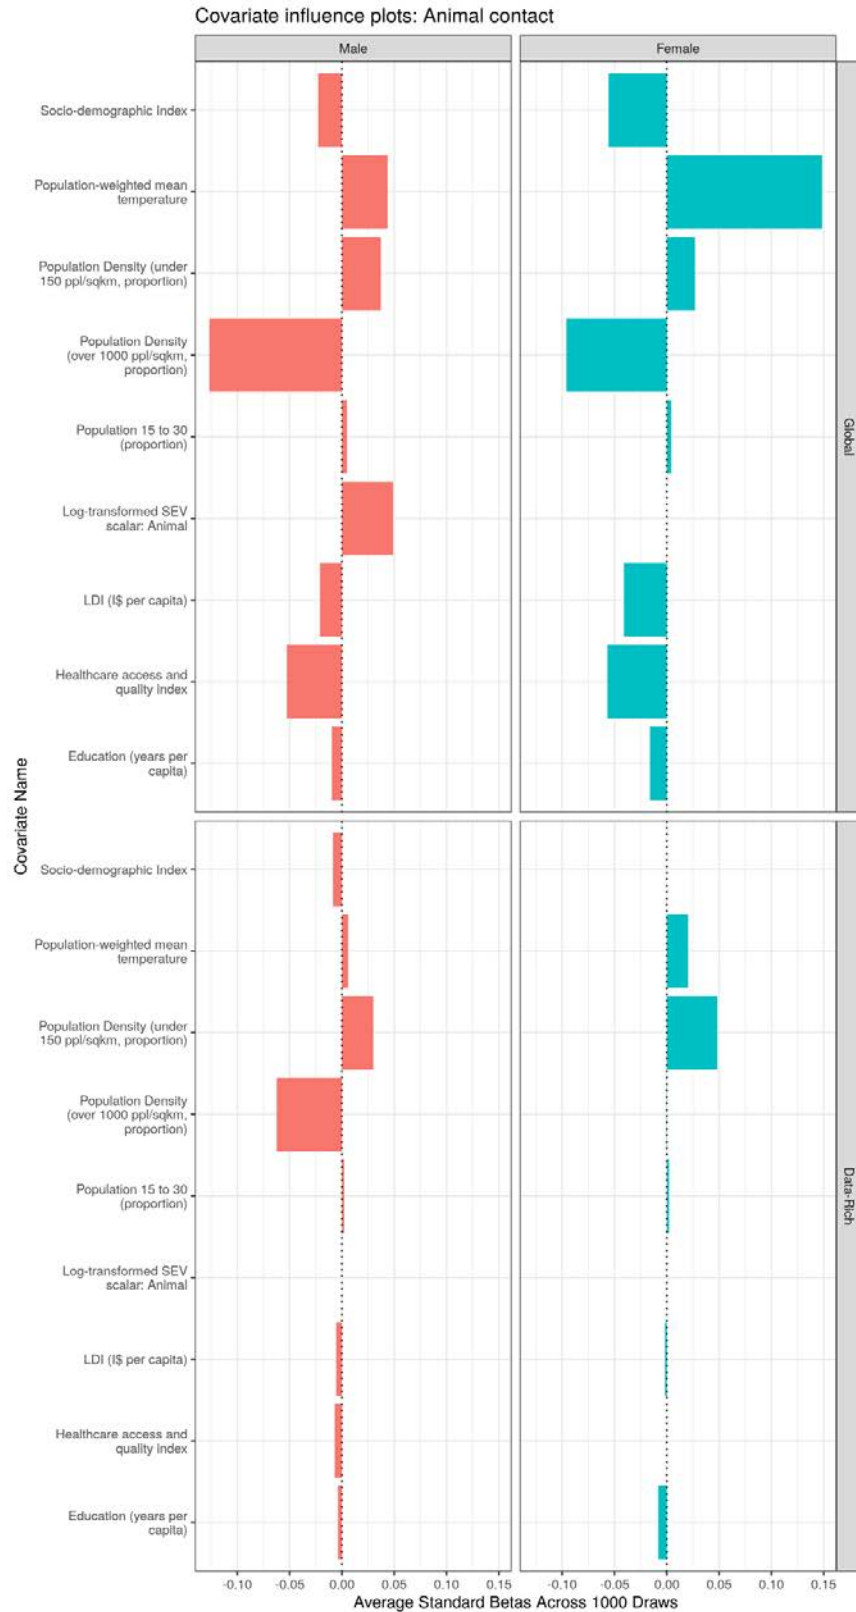 Covariate influence plots: Animal contact
Male
Female
Socio-demographic Index
Population-weighted mean
temperature
Population Density (under
150 ppl/sqkm, proportion)
Population Density
(over 1000 ppl/sqkm,
proportion)
Population 15 to 30
(proportion)
Log-transformed SEV
scalar: Animal
LDI (I$ per capita)
Healthcare access and
quality index
Education (years per
capita)
Global
Covariate Name
Socio-demographic Index
Population-weighted mean
temperature
Population Density (under
150 ppl/sqkm, proportion)
Population Density
(over 1000 ppl/sqkm,
proportion)
Population 15 to 30
(proportion)
Log-transformed SEV
scalar: Animal
LDI (I$ per capita)
Healthcare access and
quality index
Education (years per
capita)
Data-Rich
-0.10 -0.05 0.00 0.05 0.10 0.15 -0.10 -0.05 0.00 0.05 0.10 0.15
Average Standard Betas Across 1000 Draws